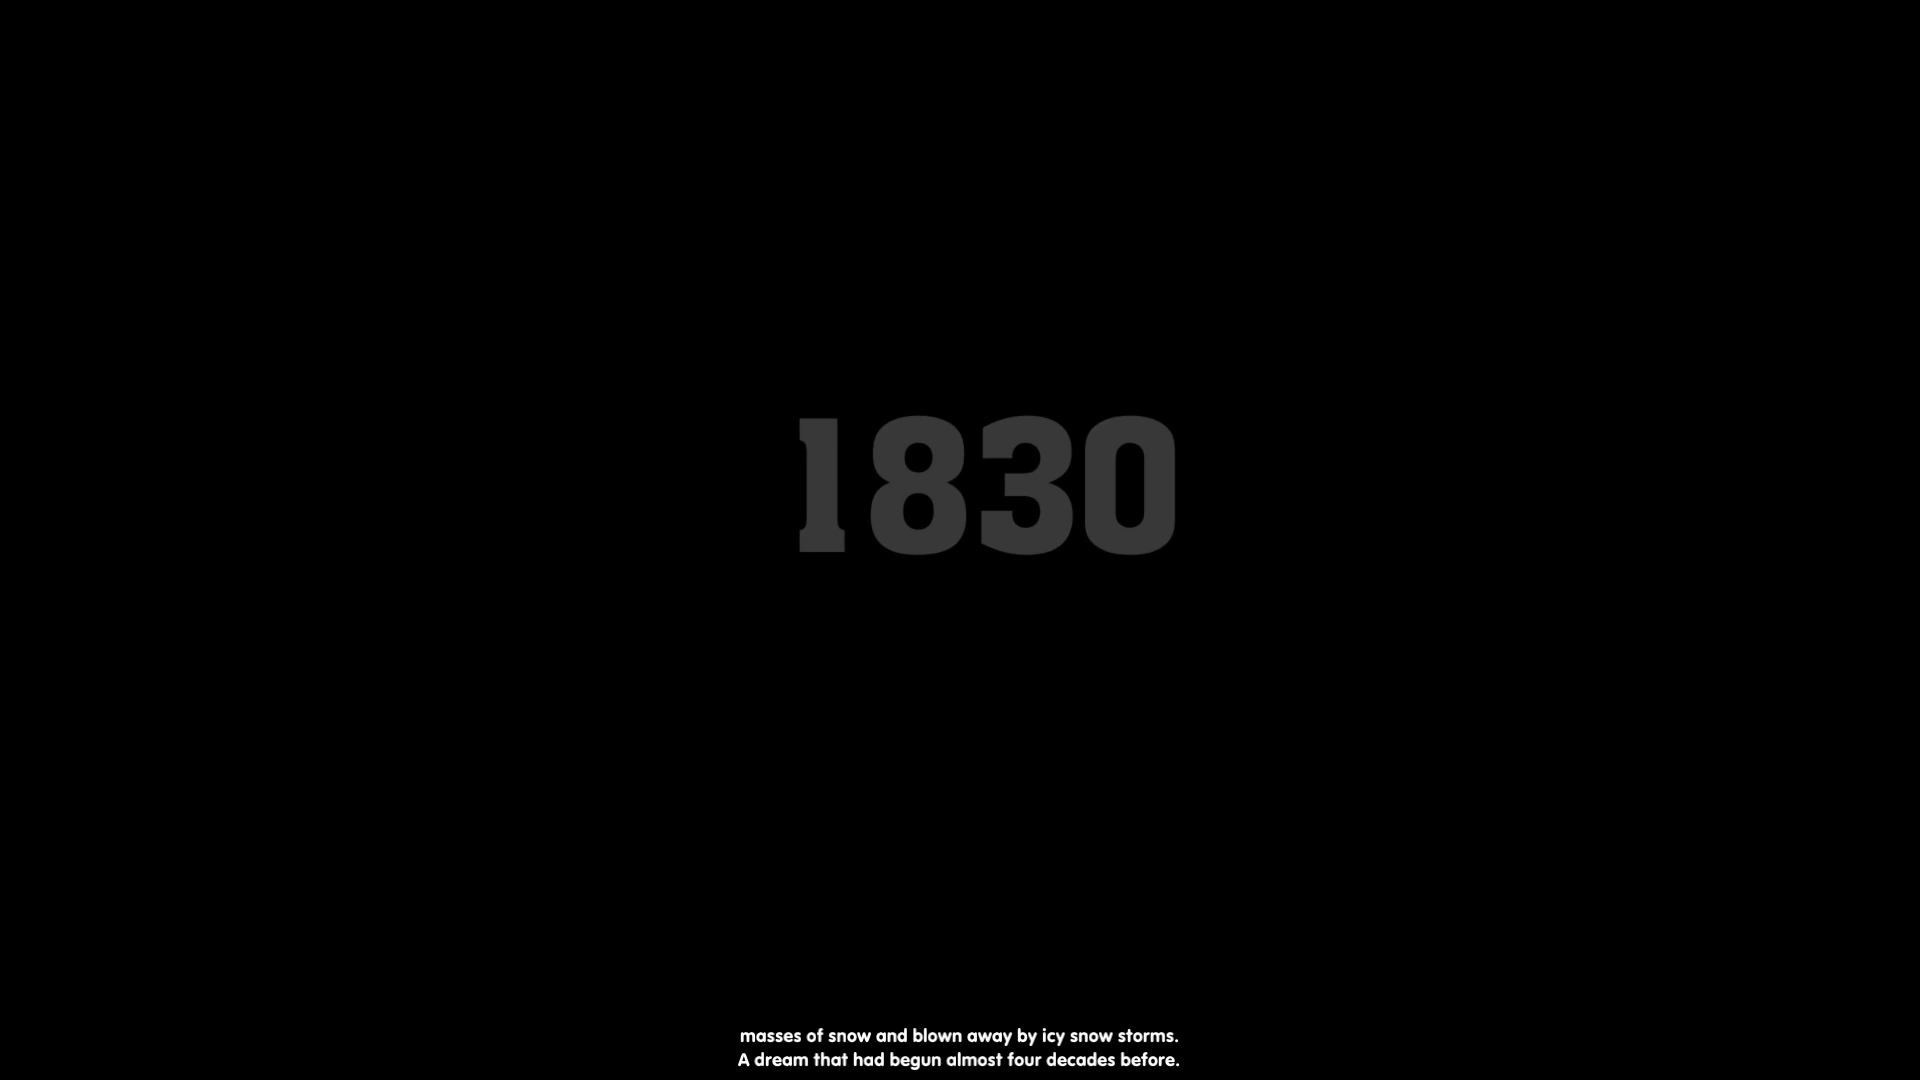 1830
masses of snow and blown away by icy snow storms.
A dream that had begun almost four decades before.